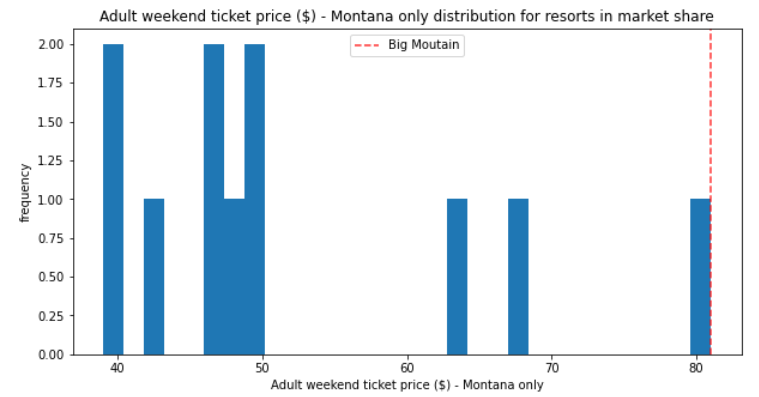 Adult weekend ticket price ($) - Montana only distribution for resorts in market share
Big Moutain
2.00
1.75
1.50
1.25
1.00
0.75
0.50
0.25
0.00
frequency
40 50 60 70 80
Adult weekend ticket price ($) - Montana only